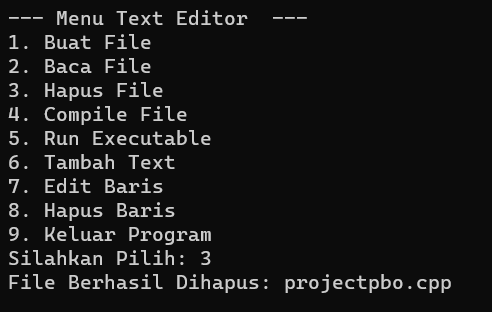 --- Menu Text Editor  ---
1. Buat File
2. Baca File
3. Hapus File
4. Compile File
5. Run Executable
6. Tambah Text
7. Edit Baris
8. Hapus Baris
9. Keluar Program
Silahkan Pilih: 3
File Berhasil Dihapus: projectpbo.cpp